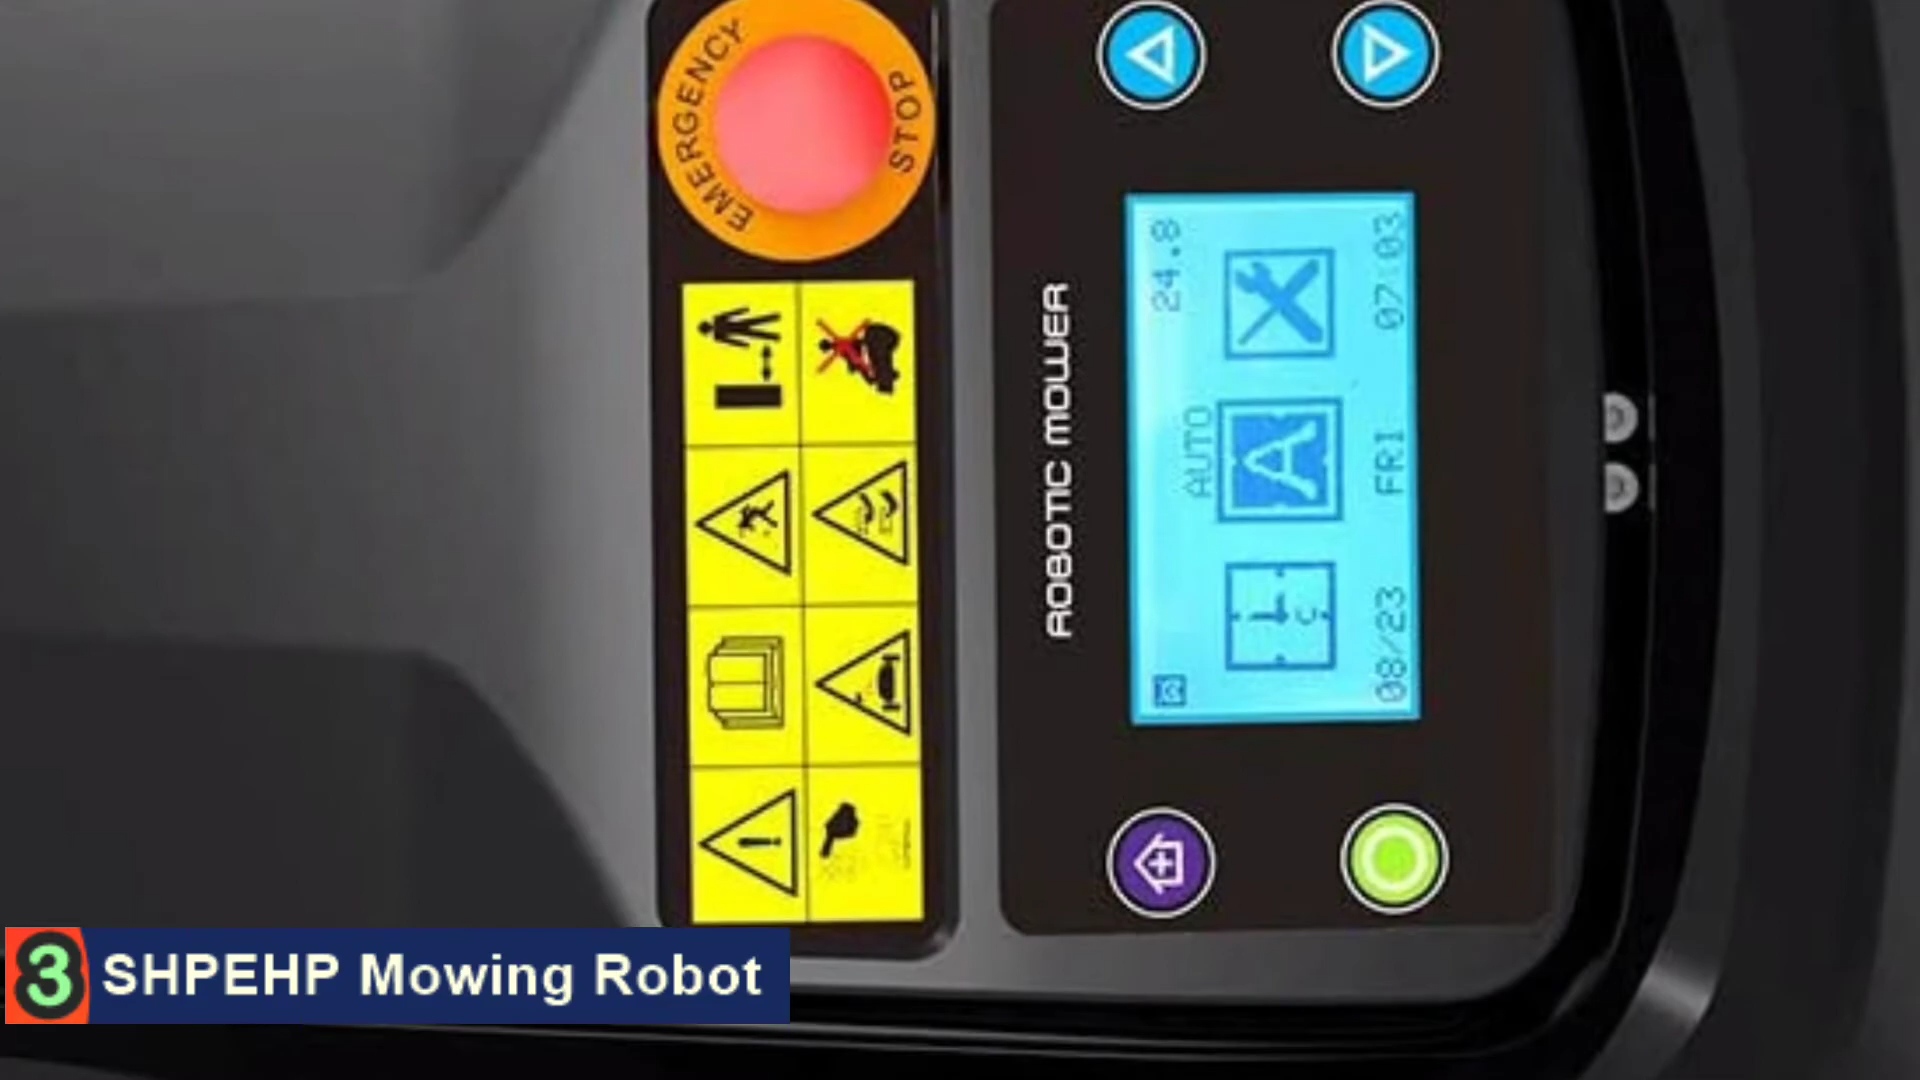 EMERGENCY
STOP
ROBOTIC MOWER
24.8
AUTO
08/23 FRI 07:03
3 SHPEHP Mowing Robot